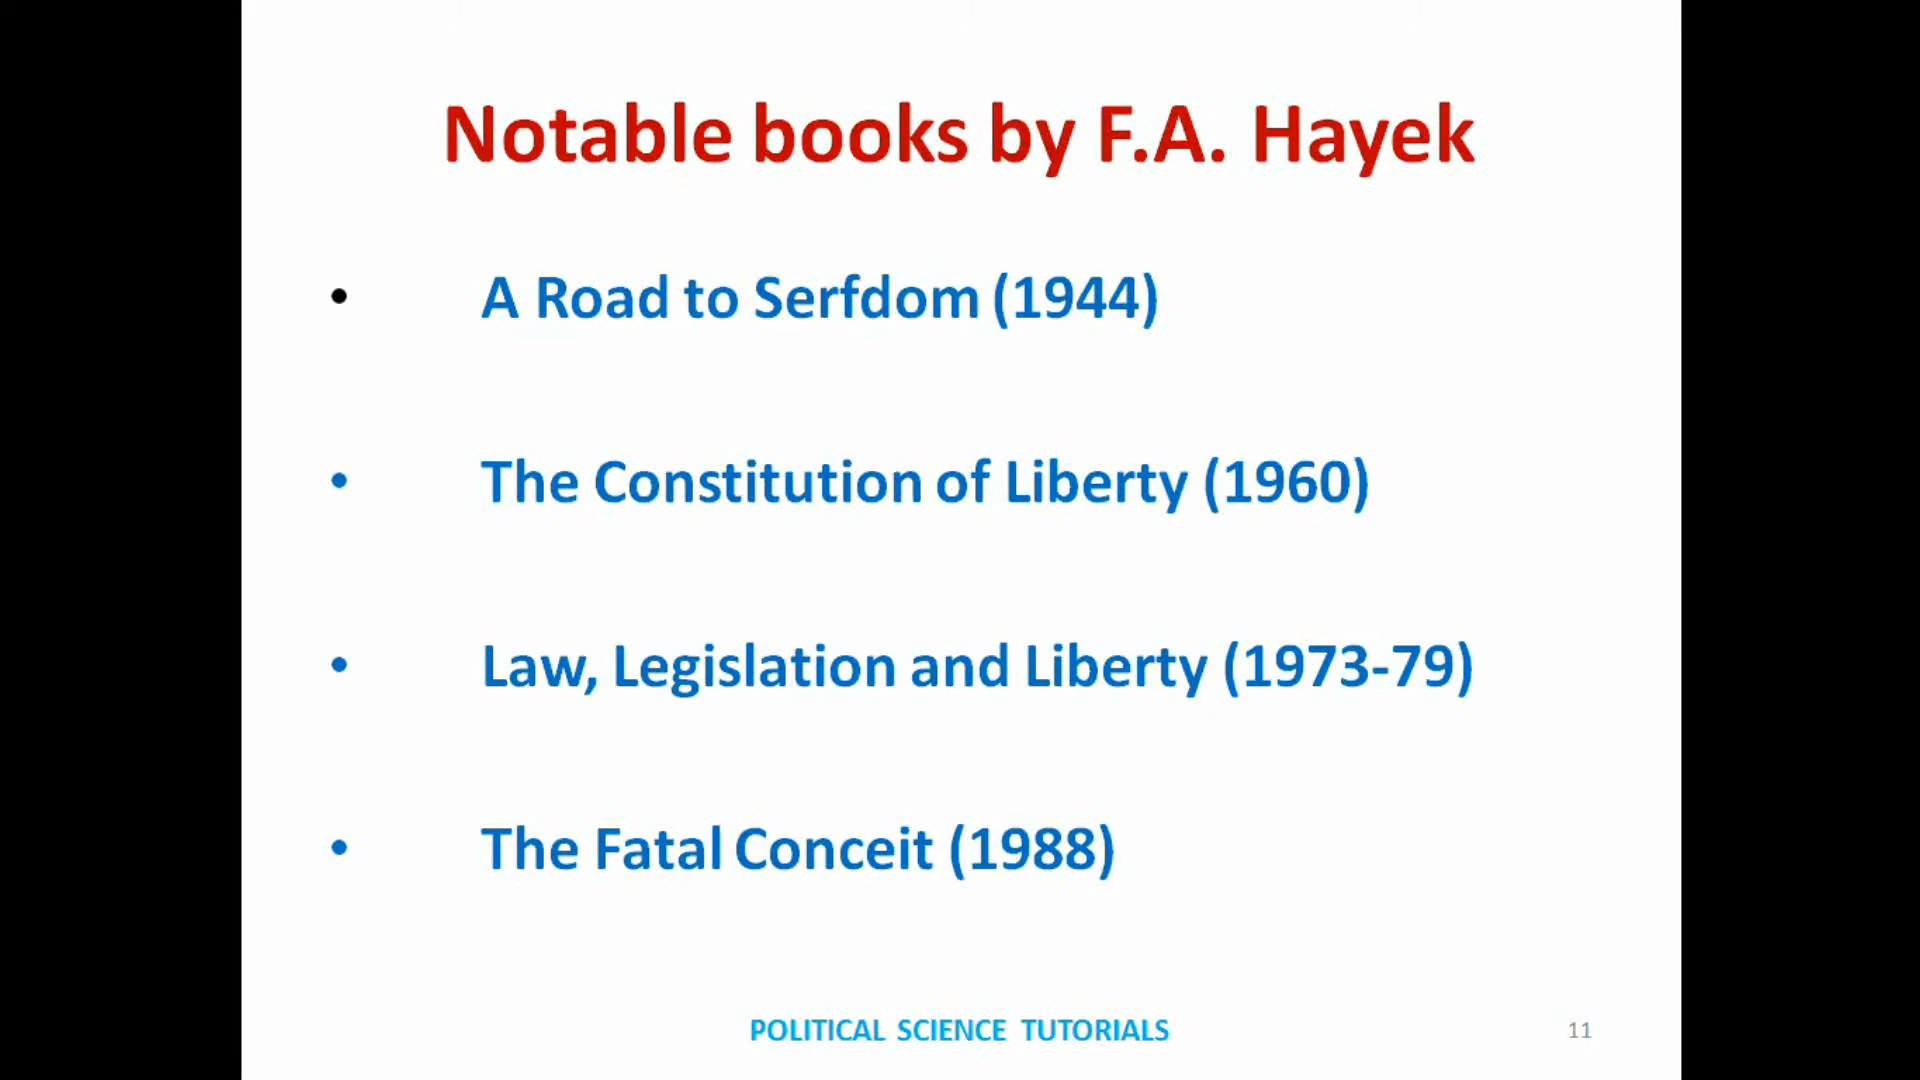 Notable books by F.A. Hayek
• A Road to Serfdom (1944)
• The Constitution of Liberty (1960)
• Law, Legislation and Liberty (1973-79)
• The Fatal Conceit (1988)
POLITICAL SCIENCE TUTORIALS
11